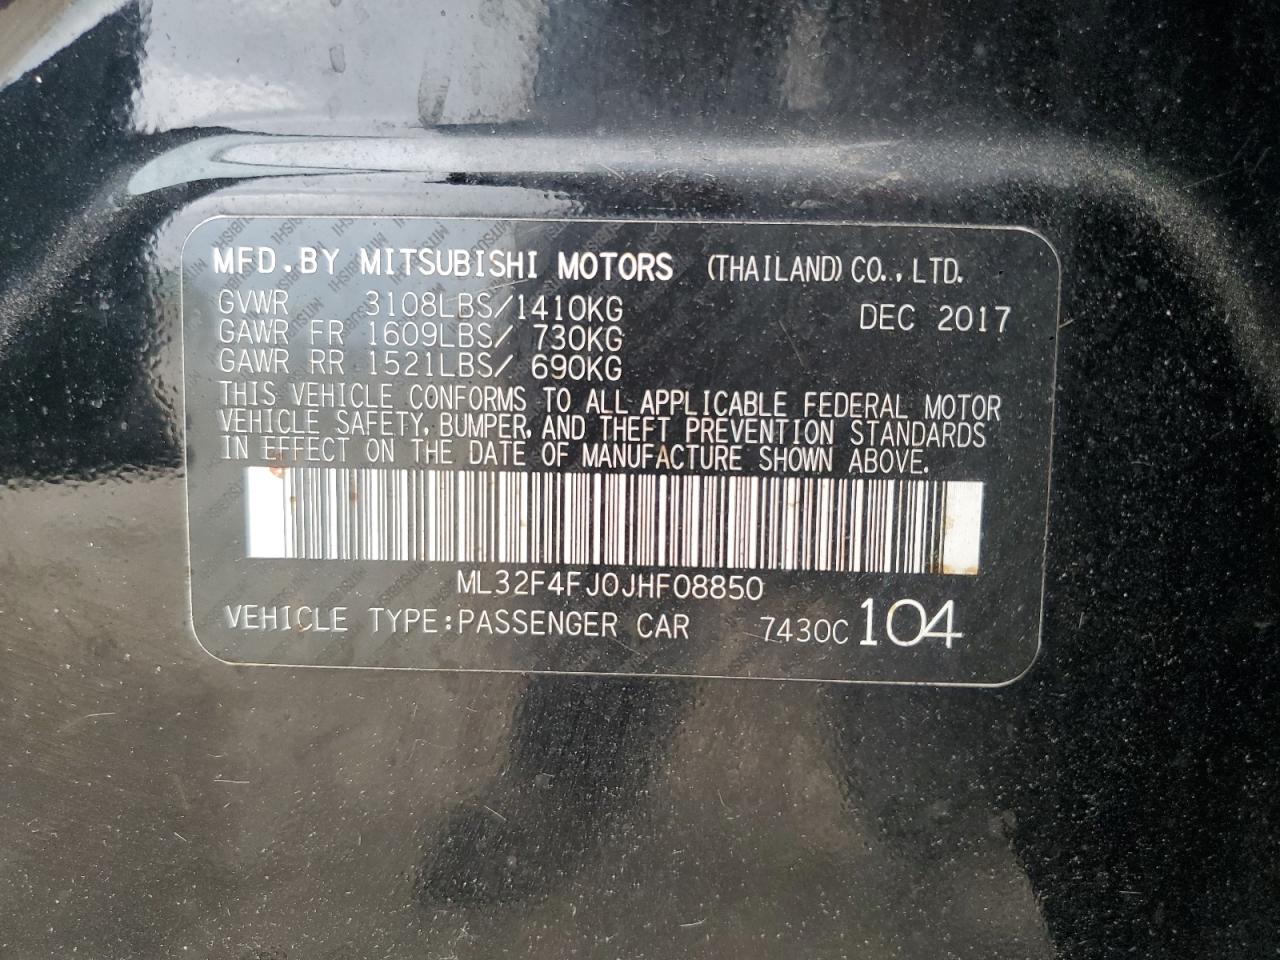 MFD.BY MITSUBISHI MOTORS (THAILAND) CO., LTD.
GVWR 3108LBS/1410KG DEC 2017
GAWR FR 1609LBS/ 730KG
GAWR RR 1521LBS/ 690KG
THIS VEHICLE CONFORMS TO ALL APPLICABLE FEDERAL MOTOR
VEHICLE SAFETY, BUMPER, AND THEFT PREVENTION STANDARDS
IN EFFECT ON THE DATE OF MANUFACTURE SHOWN ABOVE.
ML32F4FJ0JHF08850
VEHICLE TYPE:PASSENGER CAR 7430C 104